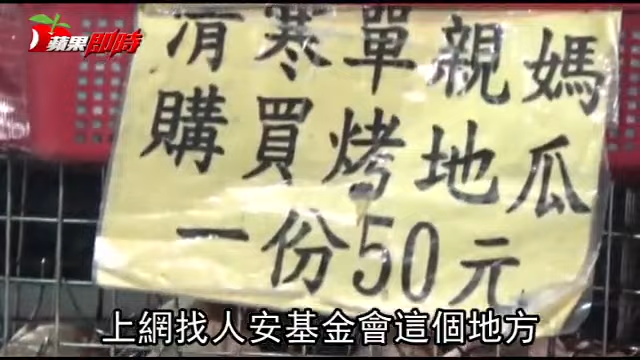 蘋果即時
清寒單親媽
購買烤地瓜
一份50元
上網找人安基金會這個地方